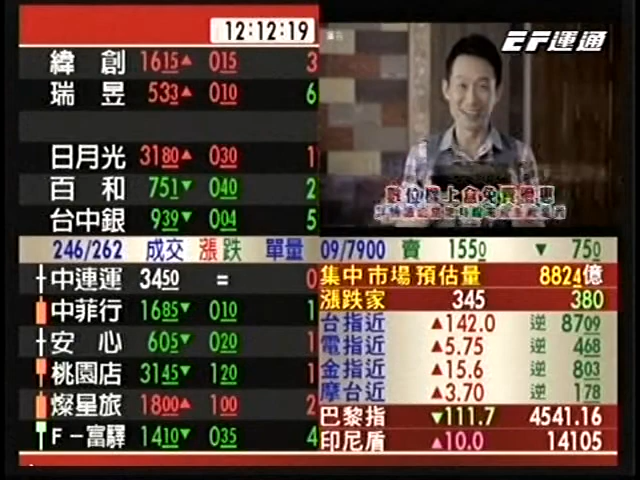 12:12:19
EF運通
廣告
緯創 1615▲ 015 3
瑞昱 533▲ 010 6
日月光 3180▲ 030 1
百和 751▼ 040 2
台中銀 939▼ 004 5
246/262 成交 漲跌 單量
中連運 3450 = 0
中菲行 1685▼ 010 1
安心 605▼ 020 1
桃園店 3145▼ 120 1
燦星旅 1800▲ 100 2
F-富驛 1410▼ 035 4
09/7900 賣 1550 ▼ 750
集中市場預估量 8824億
漲跌家 345 380
台指近 ▲142.0 逆 8709
電指近 ▲5.75 逆 468
金指近 ▲15.6 逆 803
摩台近 ▲3.70 逆 178
巴黎指 ▼111.7 4541.16
印尼盾 ▲10.0 14105